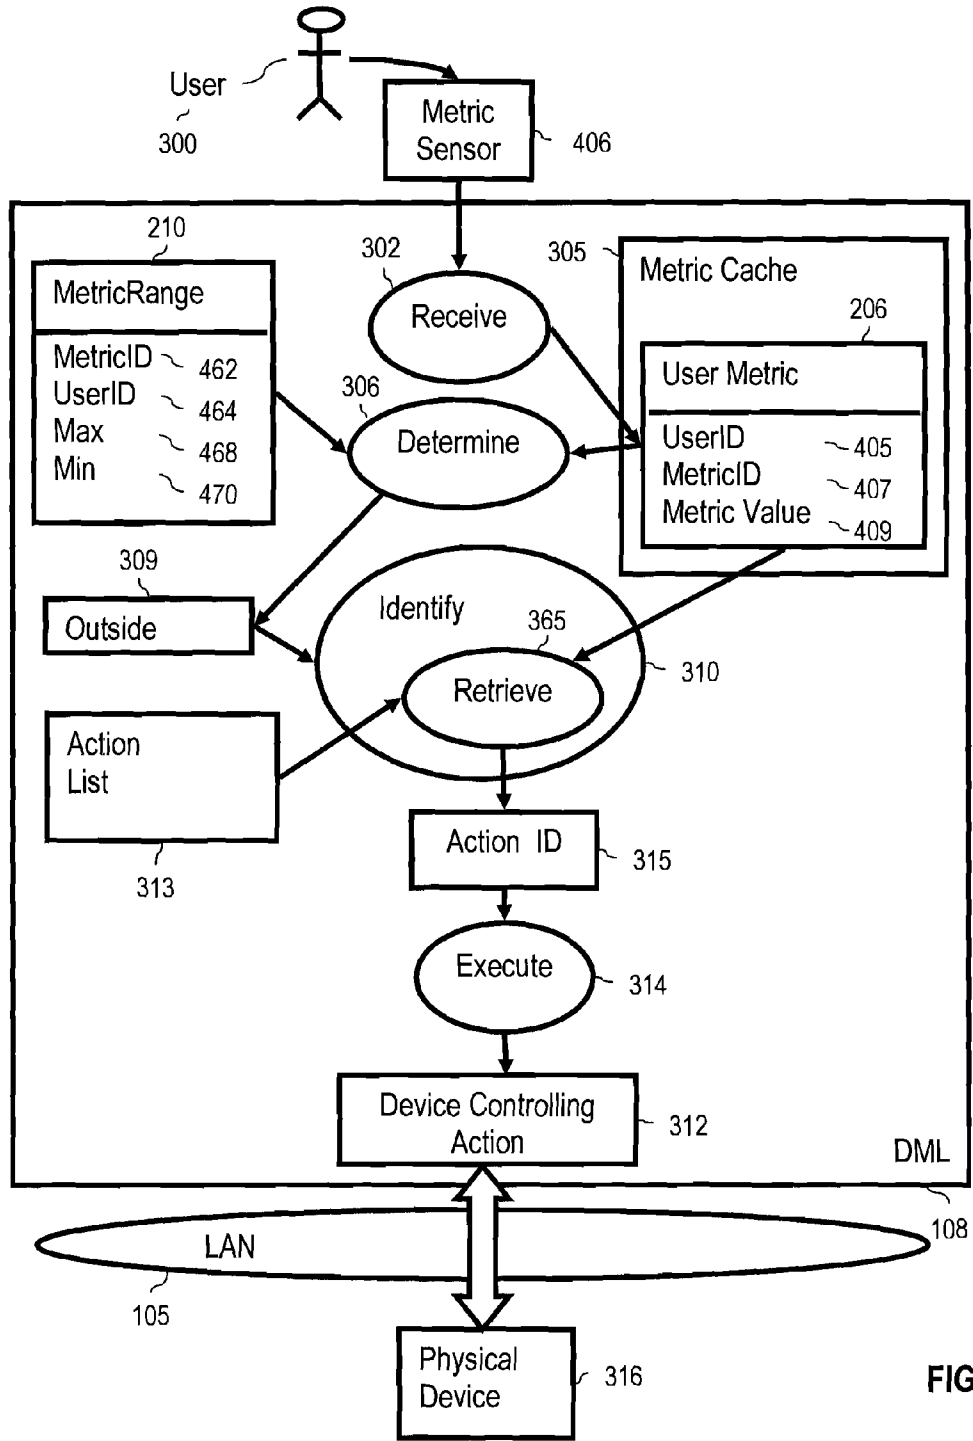 User
300
Metric
Sensor
406
210
302
305
Metric Cache
MetricRange
Receive
206
MetricID
462
UserID
464
Max
468
Min
470
306
Determine
User Metric
UserID
405
MetricID
407
Metric Value
409
309
Outside
Identify
365
Retrieve
310
Action
List
313
Action ID
315
Execute
314
Device Controlling
Action
312
DML
108
LAN
105
Physical
Device
316
FIG